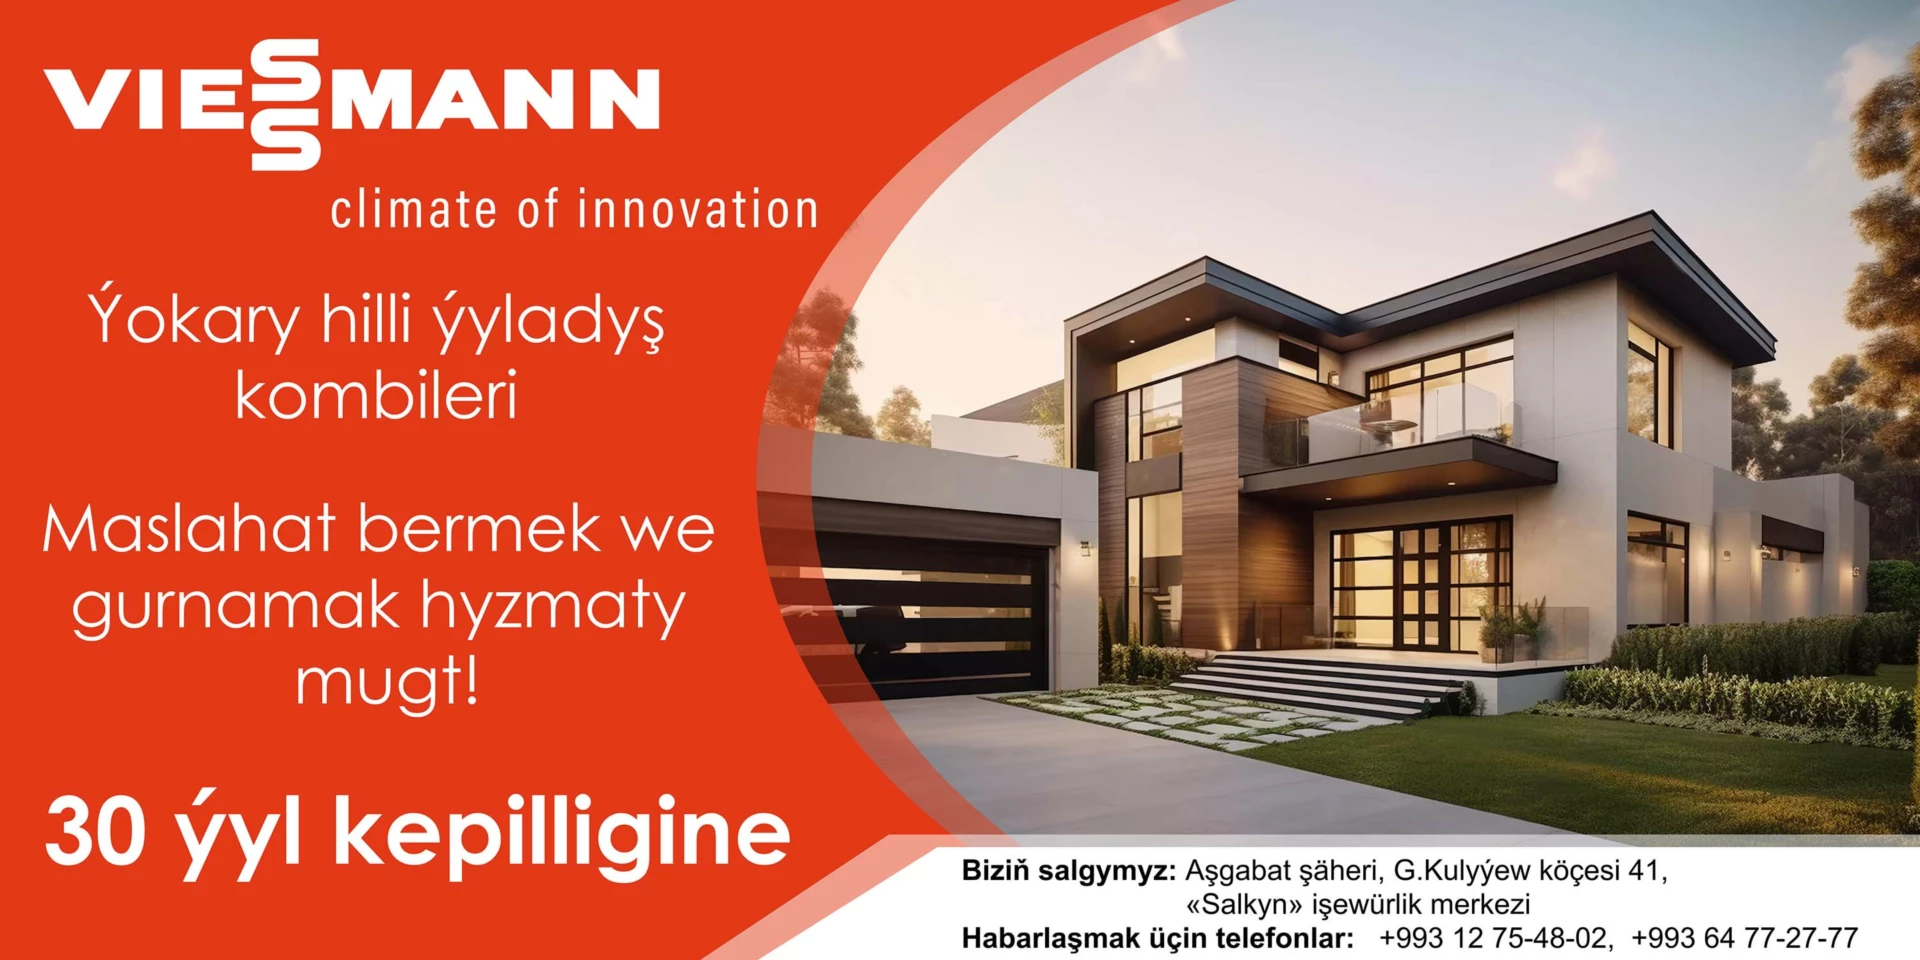 VIESSMANN
climate of innovation
Ýokary hilli ýyladyş
kombileri
Maslahat bermek we
gurnamak hyzmaty
mugt!
30 ýyl kepilligine
Biziň salgymyz: Aşgabat şäheri, G.Kulyýew köçesi 41,
«Salkyn» işewürlik merkezi
Habarlaşmak üçin telefonlar: +993 12 75-48-02, +993 64 77-27-77